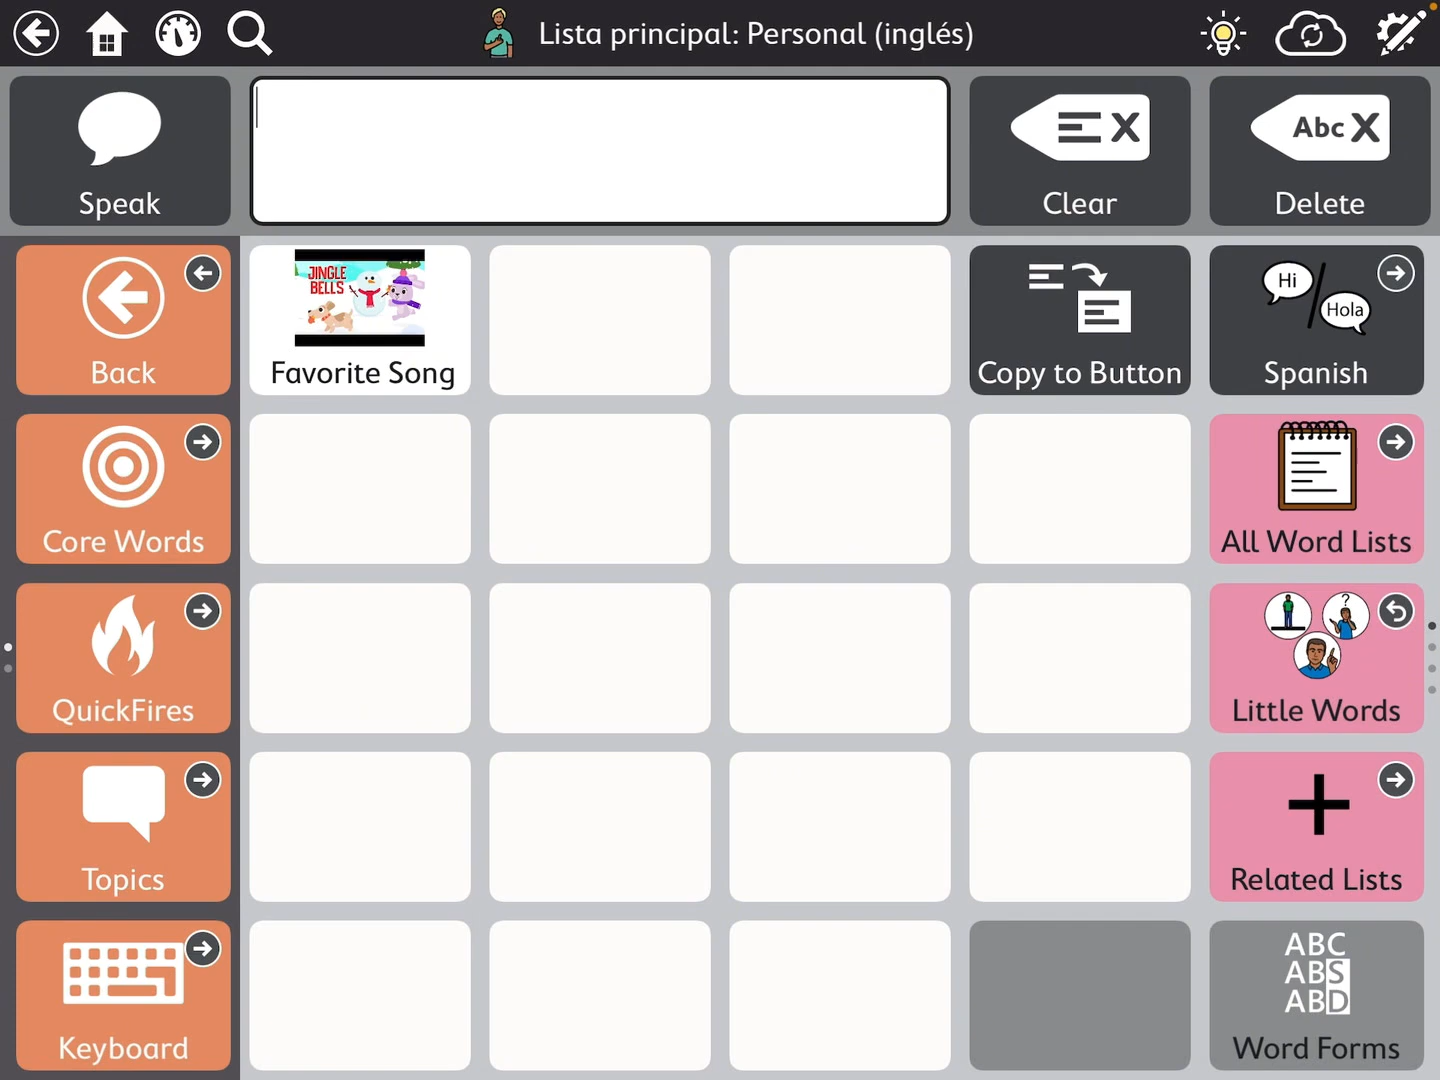 Lista principal: Personal (inglés)
Speak
Abc X
Clear
Delete
Back
JINGLE
BELLS
Favorite Song
Copy to Button
Hi
Hola
Spanish
Core Words
All Word Lists
QuickFires
?
Little Words
Topics
Related Lists
Keyboard
ABC
ABS
ABD
Word Forms